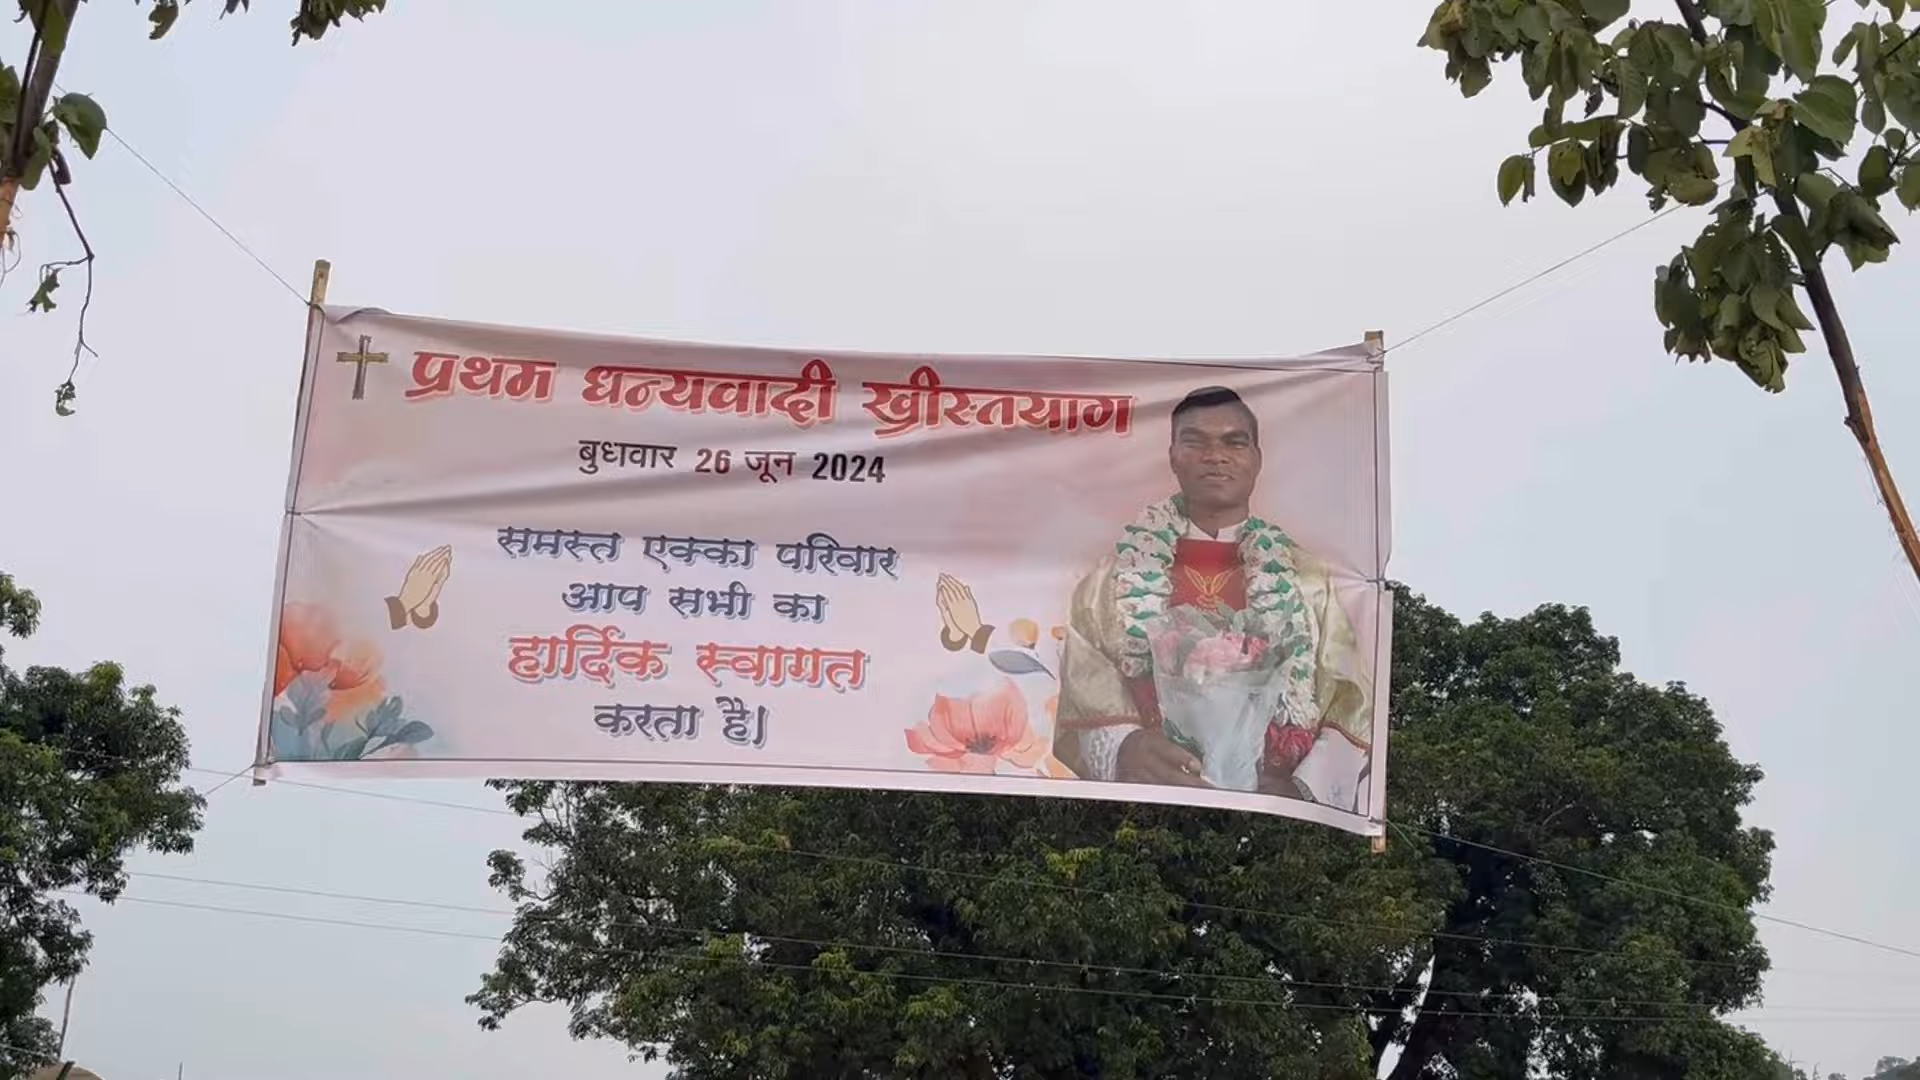 प्रथम धन्यवादी ख्रीस्तयाग
बुधवार 26 जून 2024
समस्त एक्का परिवार
आप सभी का
हार्दिक स्वागत
करता है।